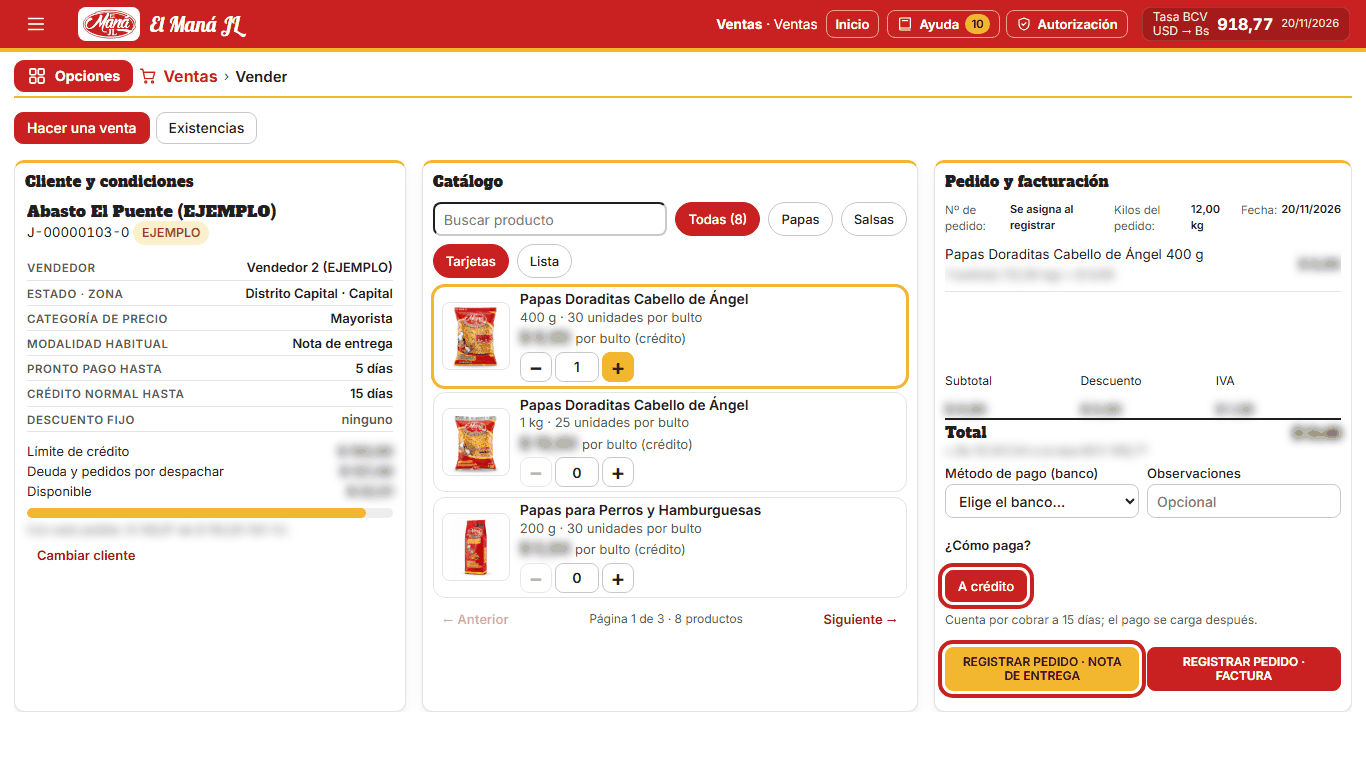 El Maná JL
Ventas · Ventas
Inicio
Ayuda 10
Autorización
Tasa BCV
USD → Bs
918,77
20/11/2026
Opciones
Ventas › Vender
Hacer una venta
Existencias
Cliente y condiciones
Abasto El Puente (EJEMPLO)
J-00000103-0 EJEMPLO
VENDEDOR Vendedor 2 (EJEMPLO)
ESTADO · ZONA Distrito Capital · Capital
CATEGORÍA DE PRECIO Mayorista
MODALIDAD HABITUAL Nota de entrega
PRONTO PAGO HASTA 5 días
CRÉDITO NORMAL HASTA 15 días
DESCUENTO FIJO ninguno
Límite de crédito
Deuda y pedidos por despachar
Disponible
Cambiar cliente
Catálogo
Buscar producto
Todas (8)
Papas
Salsas
Tarjetas
Lista
Papas Doraditas Cabello de Ángel
400 g · 30 unidades por bulto
por bulto (crédito)
− 1 +
Papas Doraditas Cabello de Ángel
1 kg · 25 unidades por bulto
por bulto (crédito)
− 0 +
Papas para Perros y Hamburguesas
200 g · 30 unidades por bulto
por bulto (crédito)
− 0 +
← Anterior
Página 1 de 3 · 8 productos
Siguiente →
Pedido y facturación
Nº de pedido: Se asigna al registrar
Kilos del pedido: 12,00 kg
Fecha: 20/11/2026
Papas Doraditas Cabello de Ángel 400 g
Subtotal Descuento IVA
Total
Método de pago (banco)
Elige el banco...
Observaciones
Opcional
¿Cómo paga?
A crédito
Cuenta por cobrar a 15 días; el pago se carga después.
REGISTRAR PEDIDO · NOTA
DE ENTREGA
REGISTRAR PEDIDO ·
FACTURA